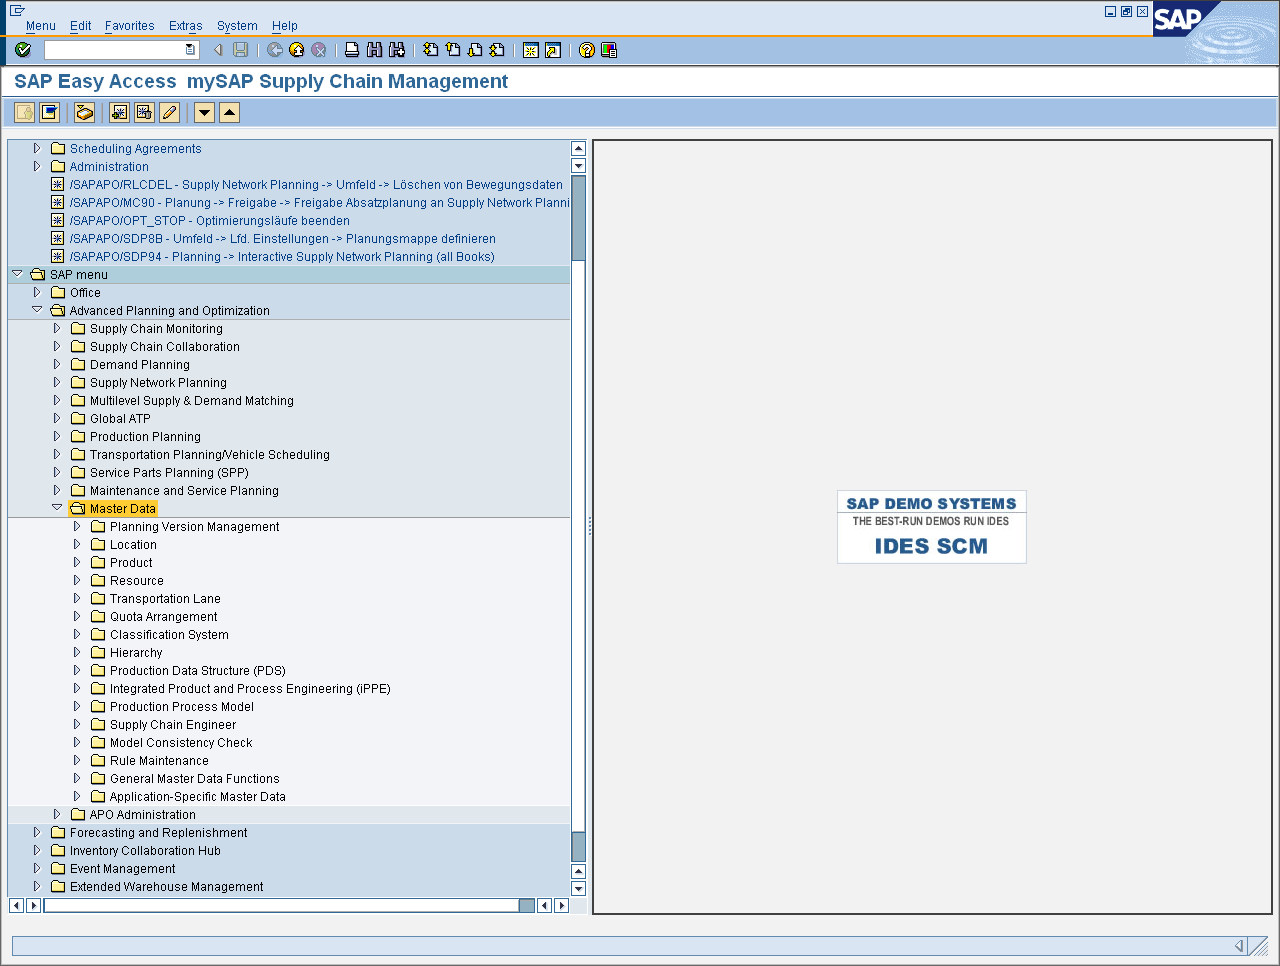 Menu Edit Favorites Extras System Help
SAP
SAP Easy Access mySAP Supply Chain Management
Scheduling Agreements
Administration
/SAPAPO/RLCDEL - Supply Network Planning -> Umfeld -> Löschen von Bewegungsdaten
/SAPAPO/MC90 - Planung -> Freigabe -> Freigabe Absatzplanung an Supply Network Planni
/SAPAPO/OPT_STOP - Optimierungsläufe beenden
/SAPAPO/SDP8B - Umfeld -> Lfd. Einstellungen -> Planungsmappe definieren
/SAPAPO/SDP94 - Planning -> Interactive Supply Network Planning (all Books)
SAP menu
Office
Advanced Planning and Optimization
Supply Chain Monitoring
Supply Chain Collaboration
Demand Planning
Supply Network Planning
Multilevel Supply & Demand Matching
Global ATP
Production Planning
Transportation Planning/Vehicle Scheduling
Service Parts Planning (SPP)
Maintenance and Service Planning
Master Data
Planning Version Management
Location
Product
Resource
Transportation Lane
Quota Arrangement
Classification System
Hierarchy
Production Data Structure (PDS)
Integrated Product and Process Engineering (iPPE)
Production Process Model
Supply Chain Engineer
Model Consistency Check
Rule Maintenance
General Master Data Functions
Application-Specific Master Data
APO Administration
Forecasting and Replenishment
Inventory Collaboration Hub
Event Management
Extended Warehouse Management
SAP DEMO SYSTEMS
THE BEST-RUN DEMOS RUN IDES
IDES SCM